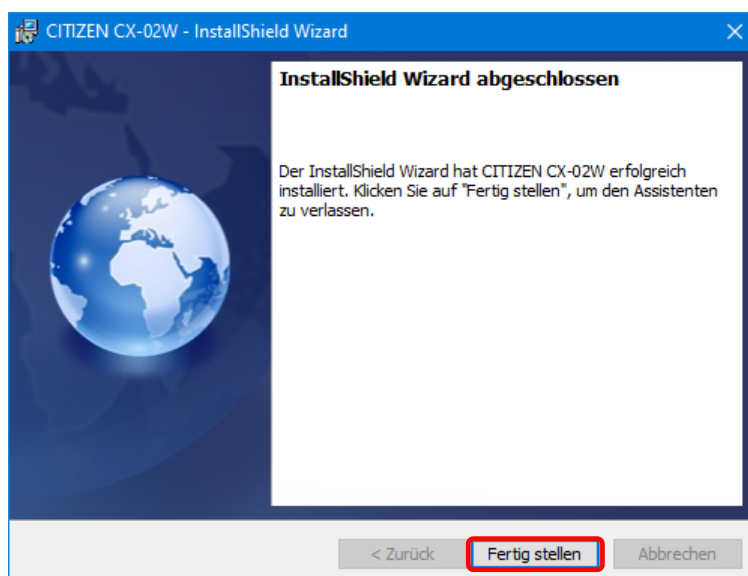 CITIZEN CX-02W - InstallShield Wizard
InstallShield Wizard abgeschlossen
Der InstallShield Wizard hat CITIZEN CX-02W erfolgreich
installiert. Klicken Sie auf "Fertig stellen", um den Assistenten
zu verlassen.
< Zurück Fertig stellen Abbrechen